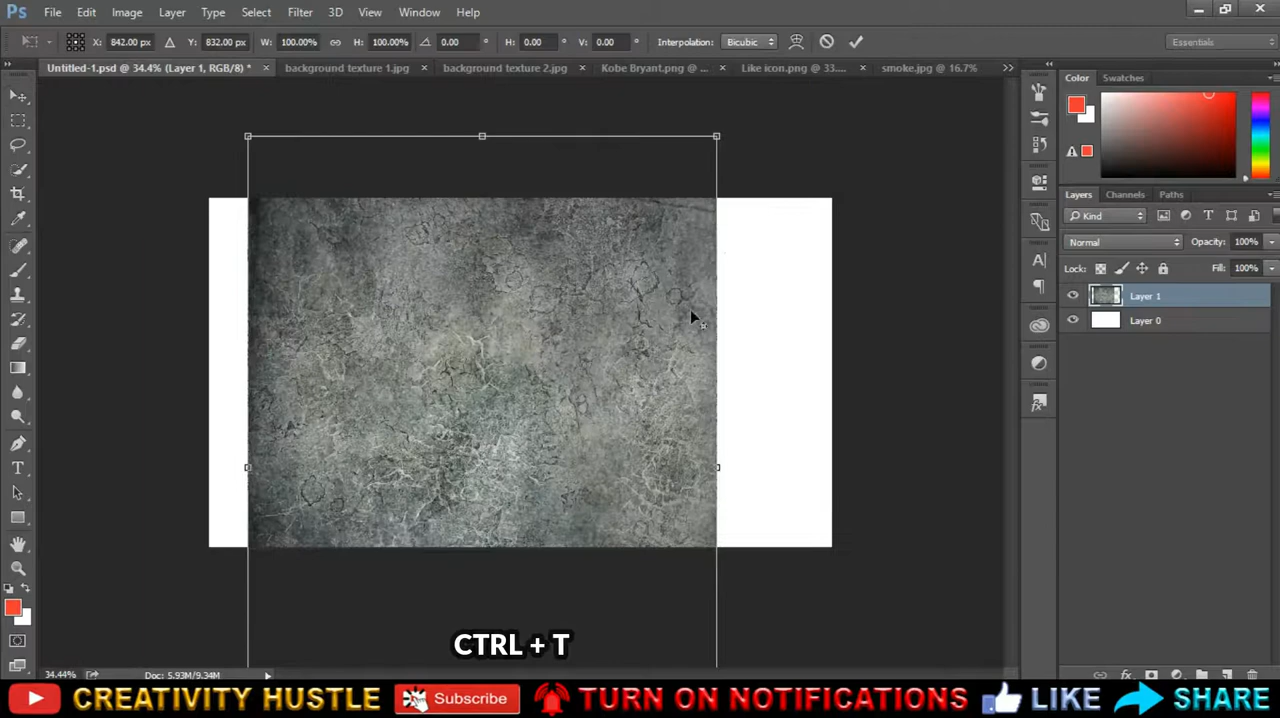 Ps File Edit Image Layer Type Select Filter 3D View Window Help
X: 842.00 px Y: 832.00 px W: 100.00% H: 100.00% 0.00 ° H: 0.00 ° V: 0.00 ° Interpolation: Bicubic Essentials
Untitled-1.psd @ 34.4% (Layer 1, RGB/8) * × background texture 1.jpg × background texture 2.jpg × Kobe Bryant.png @ ... × Like icon.png @ 33.... × smoke.jpg @ 16.7%
Color Swatches
Layers Channels Paths
Kind
Normal Opacity: 100%
Lock: Fill: 100%
Layer 1
Layer 0
CTRL + T
34.44% Doc: 5.93M/9.34M
CREATIVITY HUSTLE Subscribe TURN ON NOTIFICATIONS LIKE SHARE